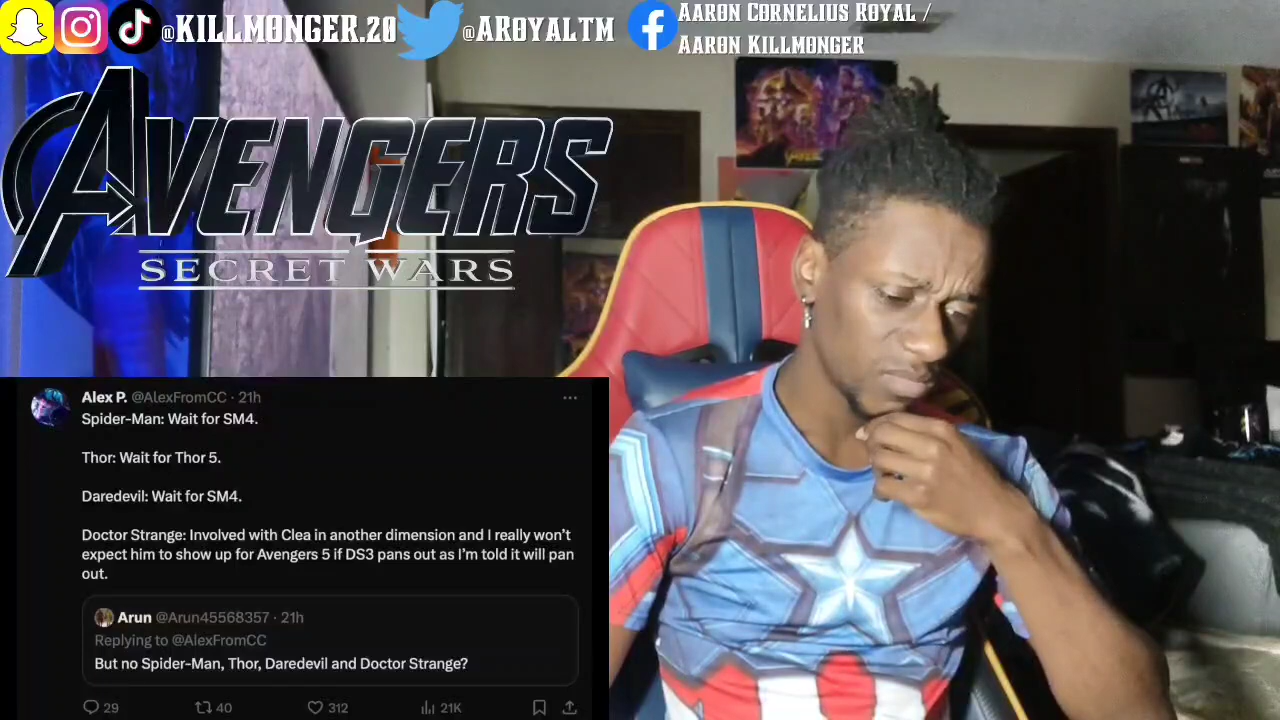 @KILLMONGER.20
@AROYALTM
AARON CORNELIUS ROYAL /
AARON KILLMONGER
AVENGERS
SECRET WARS
Alex P. @AlexFromCC · 21h
Spider-Man: Wait for SM4.
Thor: Wait for Thor 5.
Daredevil: Wait for SM4.
Doctor Strange: Involved with Clea in another dimension and I really won't
expect him to show up for Avengers 5 if DS3 pans out as I'm told it will pan
out.
Arun @Arun45568357 · 21h
Replying to @AlexFromCC
But no Spider-Man, Thor, Daredevil and Doctor Strange?
29
40
312
21K